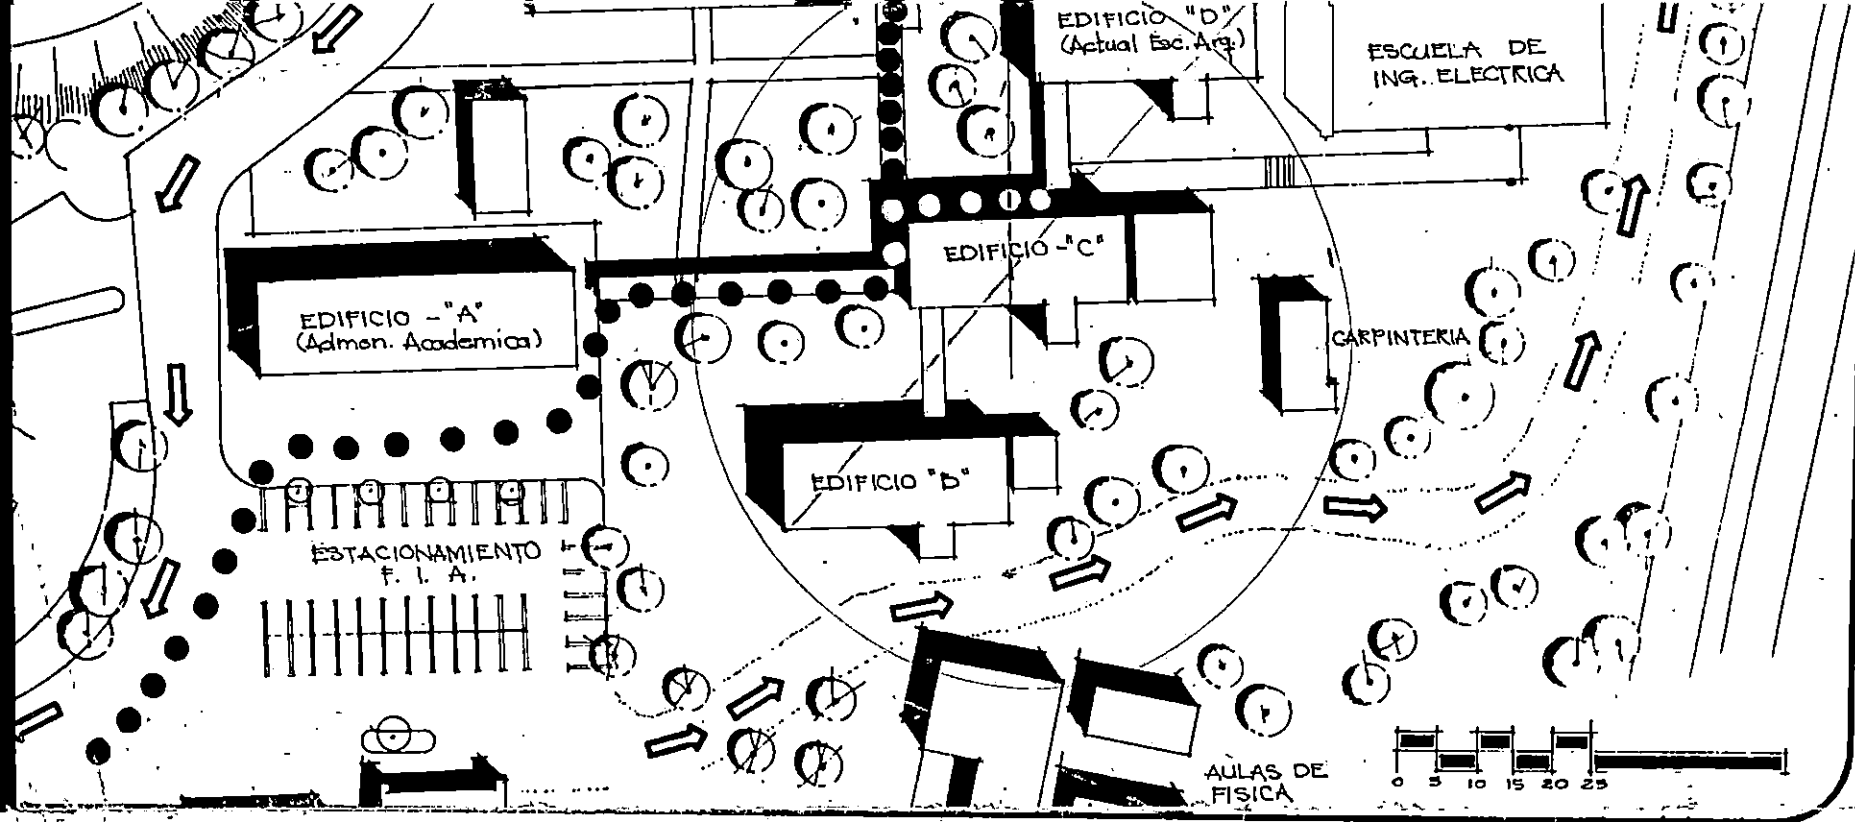 EDIFICIO "D"
(Actual Esc. Arq.)
ESCUELA DE
ING. ELECTRICA
EDIFICIO - "C"
EDIFICIO - "A"
(Admon. Academica)
CARPINTERIA
EDIFICIO "B"
ESTACIONAMIENTO
F. I. A.
AULAS DE
FISICA
0 5 10 15 20 25